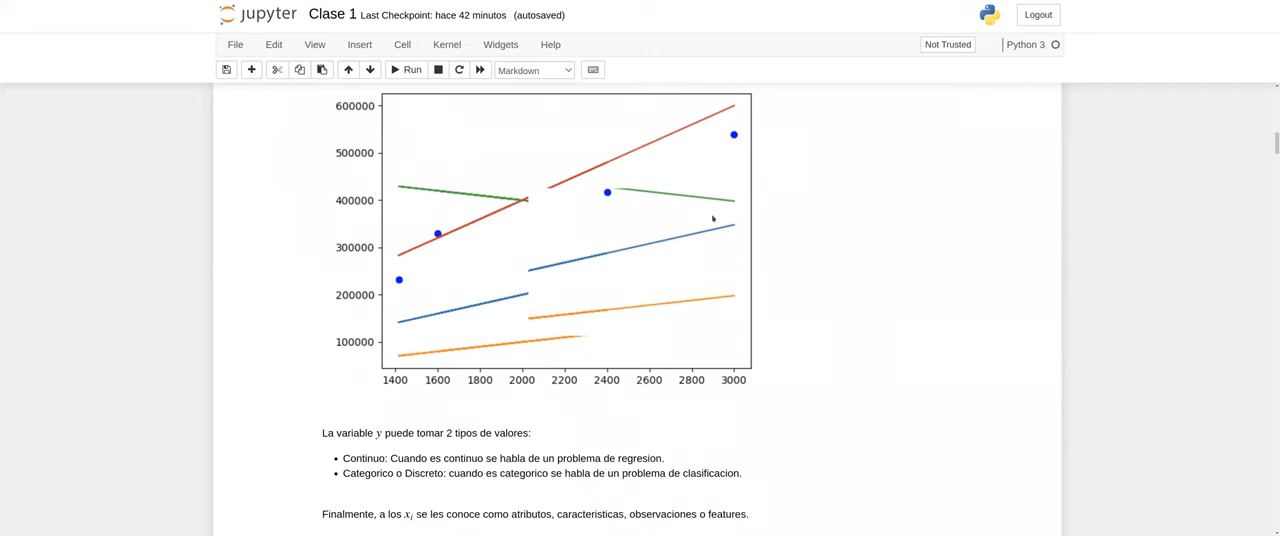 jupyter Clase 1 Last Checkpoint: hace 42 minutos (autosaved)
Logout
File Edit View Insert Cell Kernel Widgets Help
Not Trusted
Python 3
Run
Markdown
600000
500000
400000
300000
200000
100000
1400 1600 1800 2000 2200 2400 2600 2800 3000
La variable y puede tomar 2 tipos de valores:
• Continuo: Cuando es continuo se habla de un problema de regresion.
• Categorico o Discreto: cuando es categorico se habla de un problema de clasificacion.
Finalmente, a los xᵢ se les conoce como atributos, caracteristicas, observaciones o features.